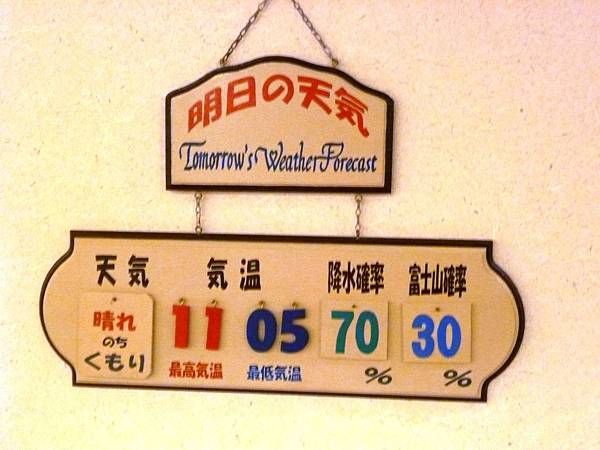 明日の天気
Tomorrow's Weather Forecast
天気 気温 降水確率 富士山確率
晴れ
のち
くもり
11 05 70 30
最高気温 最低気温 % %